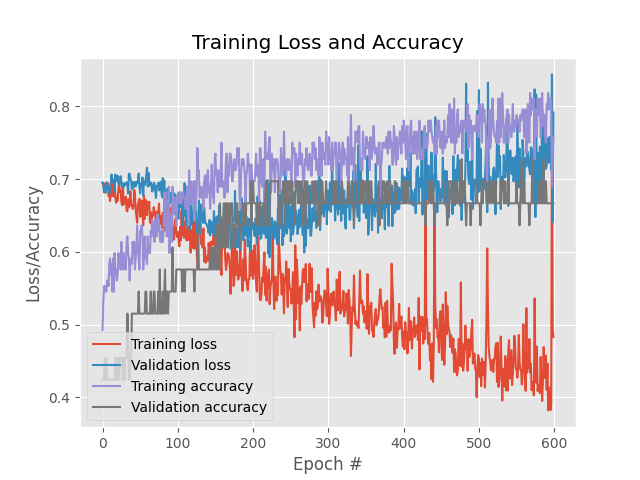 Training Loss and Accuracy
Loss/Accuracy
0.8
0.7
0.6
0.5
0.4
Training loss
Validation loss
Training accuracy
Validation accuracy
0 100 200 300 400 500 600
Epoch #